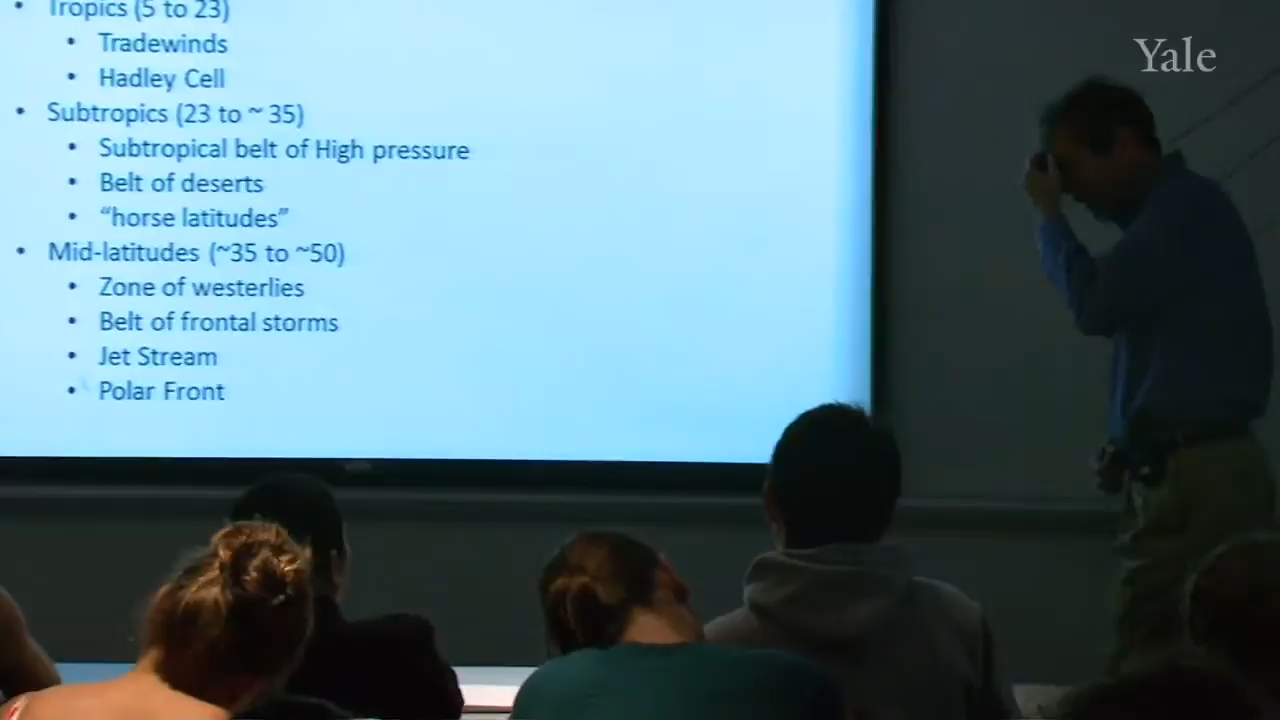 Yale
• Tropics (5 to 23)
• Tradewinds
• Hadley Cell
• Subtropics (23 to ~ 35)
• Subtropical belt of High pressure
• Belt of deserts
• “horse latitudes”
• Mid-latitudes (~35 to ~50)
• Zone of westerlies
• Belt of frontal storms
• Jet Stream
• Polar Front